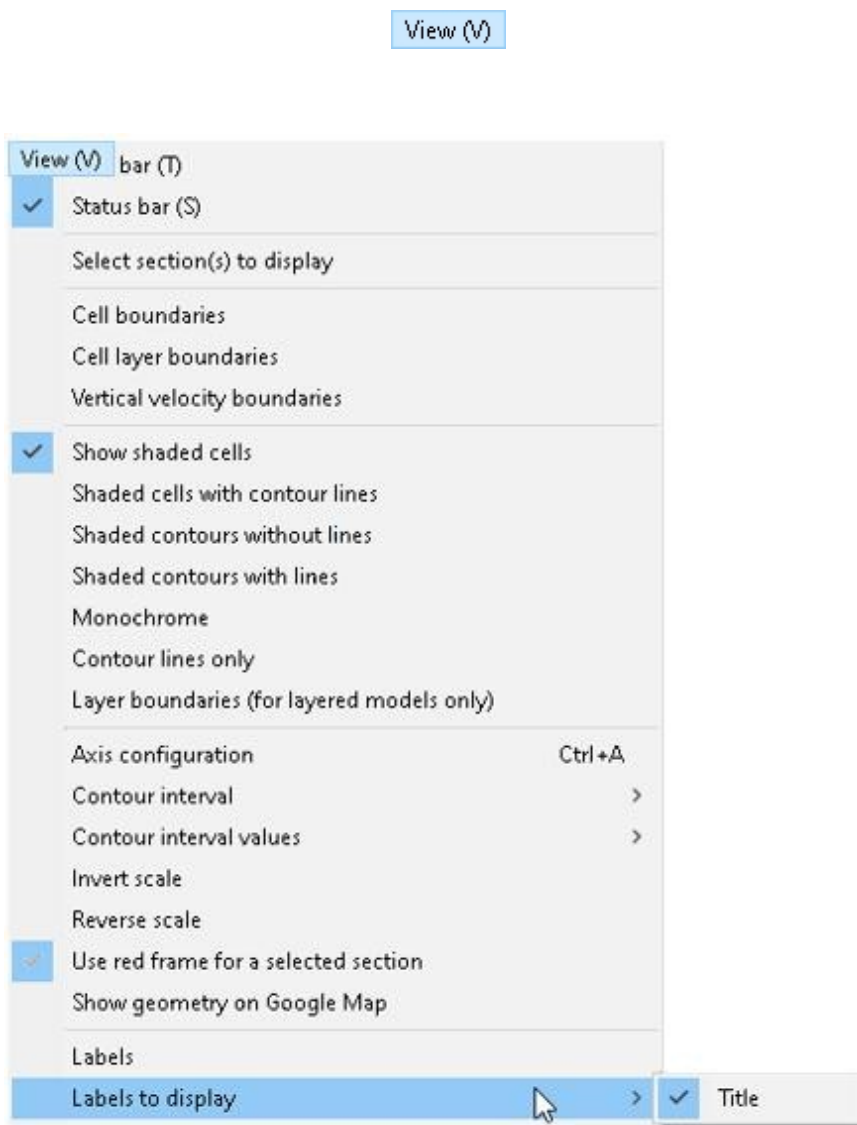 View (V)
View (V) bar (T)
Status bar (S)
Select section(s) to display
Cell boundaries
Cell layer boundaries
Vertical velocity boundaries
Show shaded cells
Shaded cells with contour lines
Shaded contours without lines
Shaded contours with lines
Monochrome
Contour lines only
Layer boundaries (for layered models only)
Axis configuration Ctrl+A
Contour interval
Contour interval values
Invert scale
Reverse scale
Use red frame for a selected section
Show geometry on Google Map
Labels
Labels to display Title